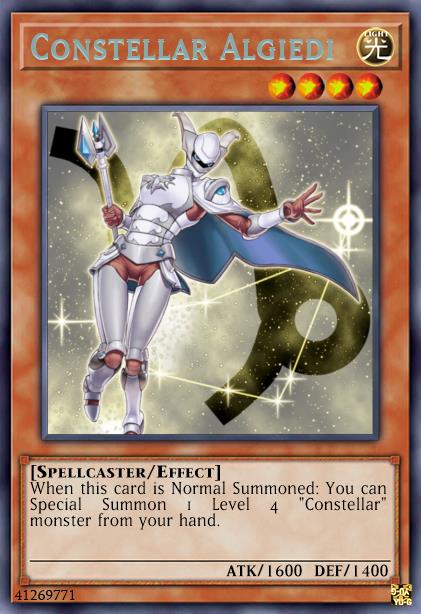 CONSTELLAR ALGIEDI
LIGHT
光
[SPELLCASTER/EFFECT]
When this card is Normal Summoned: You can
Special Summon 1 Level 4 "Constellar"
monster from your hand.
ATK/1600 DEF/1400
41269771